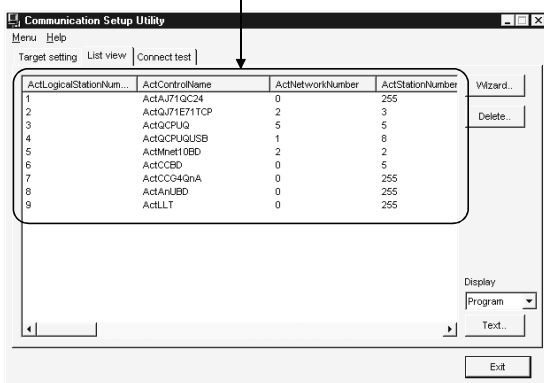 Communication Setup Utility
Menu Help
Target setting List view Connect test
ActLogicalStationNum... ActControlName ActNetworkNumber ActStationNumber Wizard..
1 ActAJ71QC24 0 255
2 ActQJ71E71TCP 2 3 Delete..
3 ActQCPUQ 5 5
4 ActQCPUQUSB 1 8
5 ActMnet10BD 2 2
6 ActCCBD 0 5
7 ActCCG4QnA 0 255
8 ActAnUBD 0 255
9 ActLLT 0 255
Display
Program
Text..
Exit